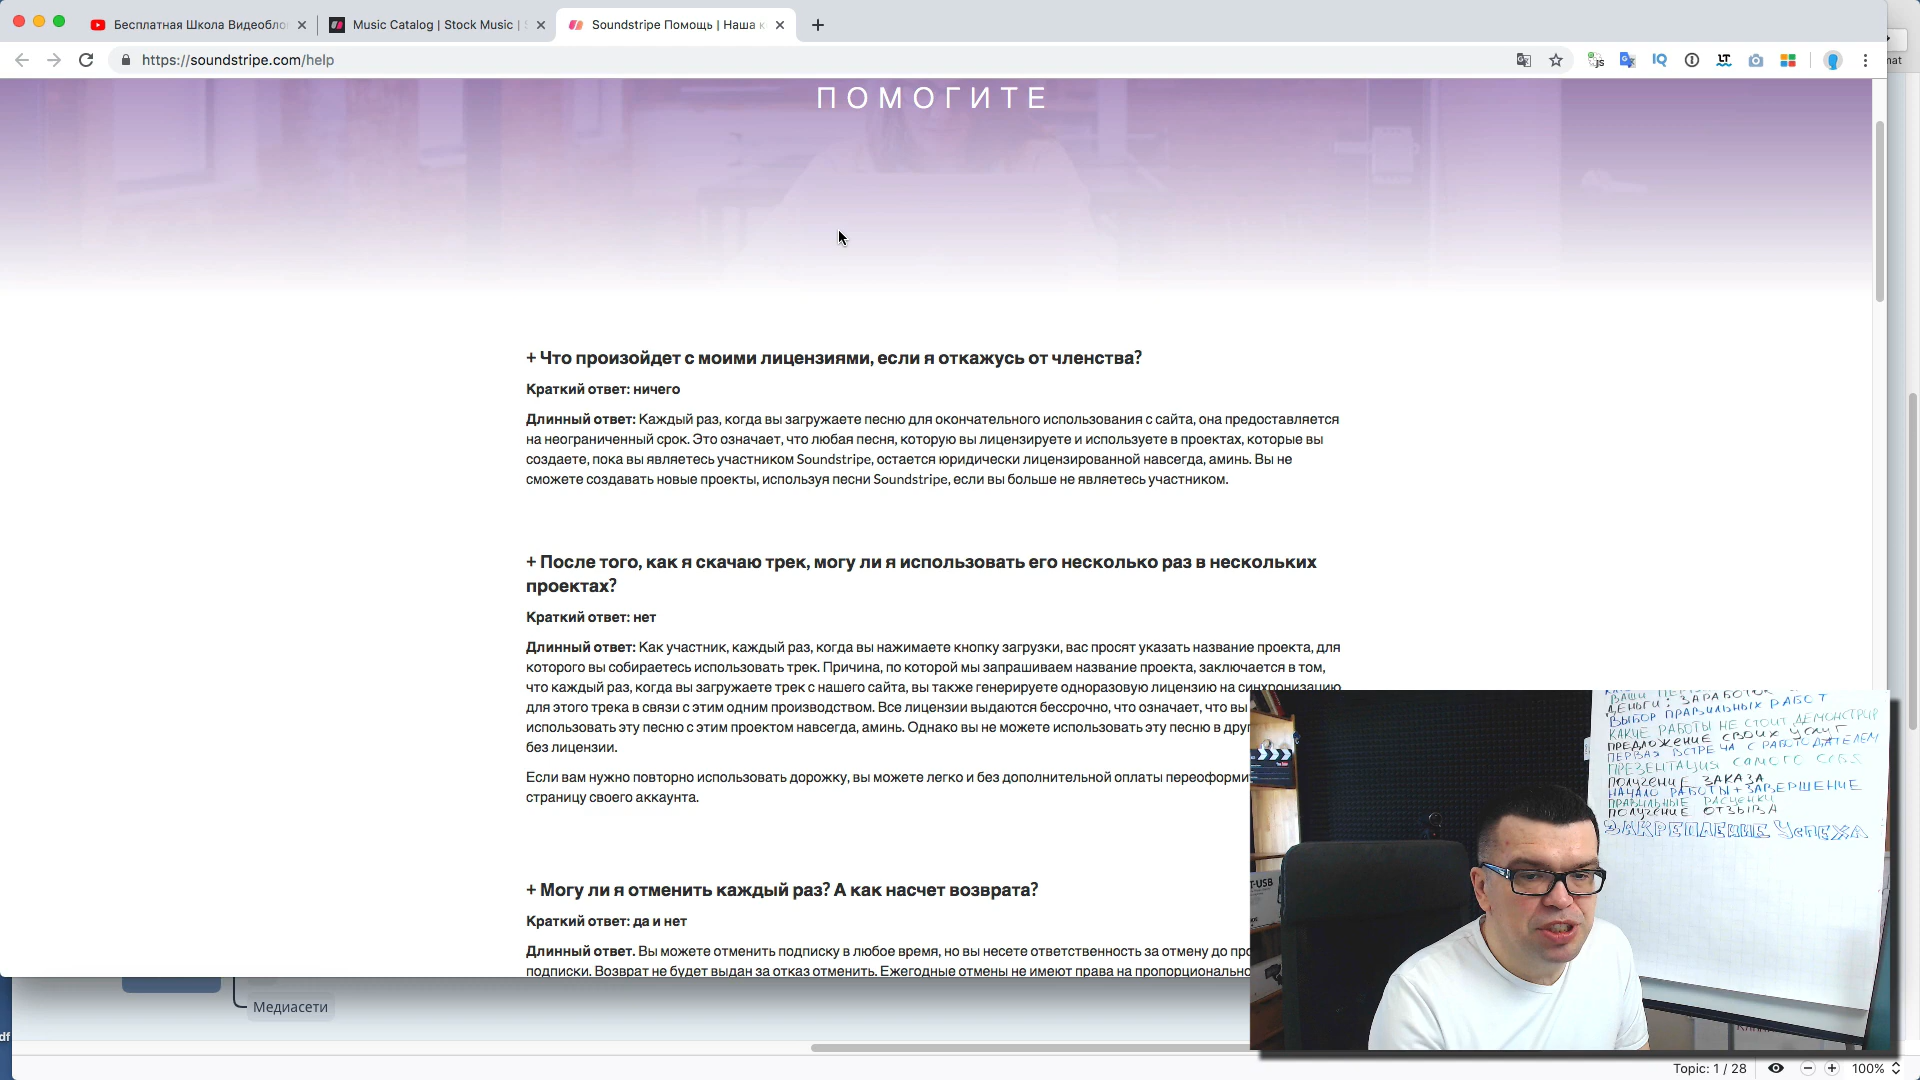 Бесплатная Школа Видеобло
Music Catalog | Stock Music | S
Soundstripe Помощь | Наша к
https://soundstripe.com/help
ПОМОГИТЕ
+ Что произойдет с моими лицензиями, если я откажусь от членства?
Краткий ответ: ничего
Длинный ответ: Каждый раз, когда вы загружаете песню для окончательного использования с сайта, она предоставляется
на неограниченный срок. Это означает, что любая песня, которую вы лицензируете и используете в проектах, которые вы
создаете, пока вы являетесь участником Soundstripe, остается юридически лицензированной навсегда, аминь. Вы не
сможете создавать новые проекты, используя песни Soundstripe, если вы больше не являетесь участником.
+ После того, как я скачаю трек, могу ли я использовать его несколько раз в нескольких
проектах?
Краткий ответ: нет
Длинный ответ: Как участник, каждый раз, когда вы нажимаете кнопку загрузки, вас просят указать название проекта, для
которого вы собираетесь использовать трек. Причина, по которой мы запрашиваем название проекта, заключается в том,
что каждый раз, когда вы загружаете трек с нашего сайта, вы также генерируете одноразовую лицензию на синхронизацию
для этого трека в связи с этим одним производством. Все лицензии выдаются бессрочно, что означает, что вы
использовать эту песню с этим проектом навсегда, аминь. Однако вы не можете использовать эту песню в друг
без лицензии.
Если вам нужно повторно использовать дорожку, вы можете легко и без дополнительной оплаты переоформи
страницу своего аккаунта.
+ Могу ли я отменить каждый раз? А как насчет возврата?
Краткий ответ: да и нет
Длинный ответ. Вы можете отменить подписку в любое время, но вы несете ответственность за отмену до про
подписки. Возврат не будет выдан за отказ отменить. Ежегодные отмены не имеют права на пропорционально
ДЕНЬГИ: ЗАРАБОТОК
ВЫБОР ПРАВИЛЬНЫХ РАБОТ
КАКИЕ РАБОТЫ НЕ СТОИТ ДЕМОНСТРИР
ПРЕДЛОЖЕНИЕ СВОИХ УСЛУГ
ПЕРВАЯ ВСТРЕЧА С РАБОТОДАТЕЛЕМ
ПРЕЗЕНТАЦИЯ САМОГО СЕБЯ
ПОЛУЧЕНИЕ ЗАКАЗА
НАЧАЛО РАБОТЫ + ЗАВЕРШЕНИЕ
ПРАВИЛЬНЫЕ РАСЦЕНКИ
ПОЛУЧЕНИЕ ОТЗЫВА
ЗАКРЕПЛЕНИЕ УСПЕХА
T-USB
Медиасети
df
nat
Topic: 1 / 28
100%